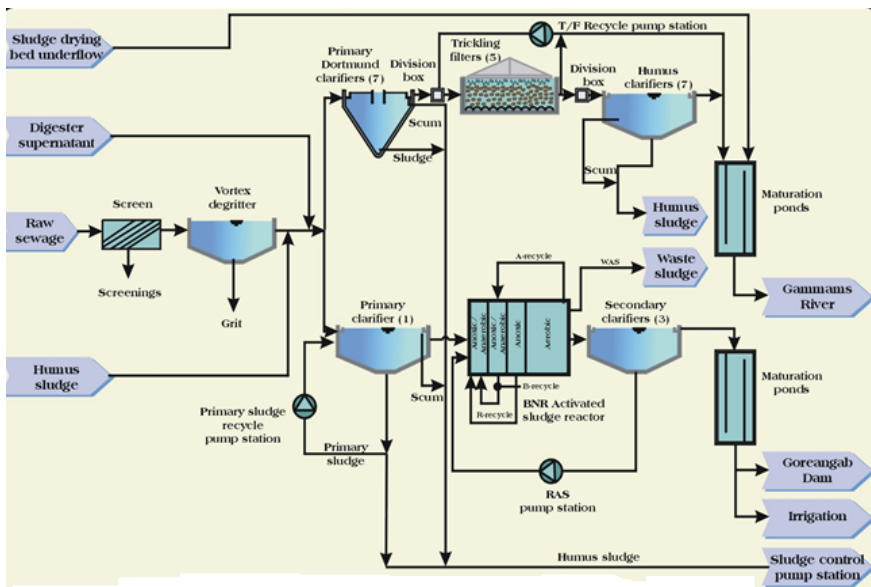 Sludge drying
bed underflow
T/F Recycle pump station
Primary
Dortmund
clarifiers (7)
Division
box
Trickling
filters (5)
Division
box
Humus
clarifiers (7)
Digester
supernatant
Scum
Sludge
Scum
Screen
Vortex
degritter
Raw
sewage
Screenings
Grit
Humus
sludge
Maturation
ponds
A-recycle
WAS
Waste
sludge
Gammams
River
Primary
clarifier (1)
Anoxic/
Anaerobic
Anoxic/
Anaerobic
Anoxic
Aerobic
Secondary
clarifiers (3)
Humus
sludge
Scum
B-recycle
R-recycle
BNR Activated
sludge reactor
Maturation
ponds
Primary sludge
recycle
pump station
Primary
sludge
RAS
pump station
Goreangab
Dam
Irrigation
Humus sludge
Sludge control
pump station